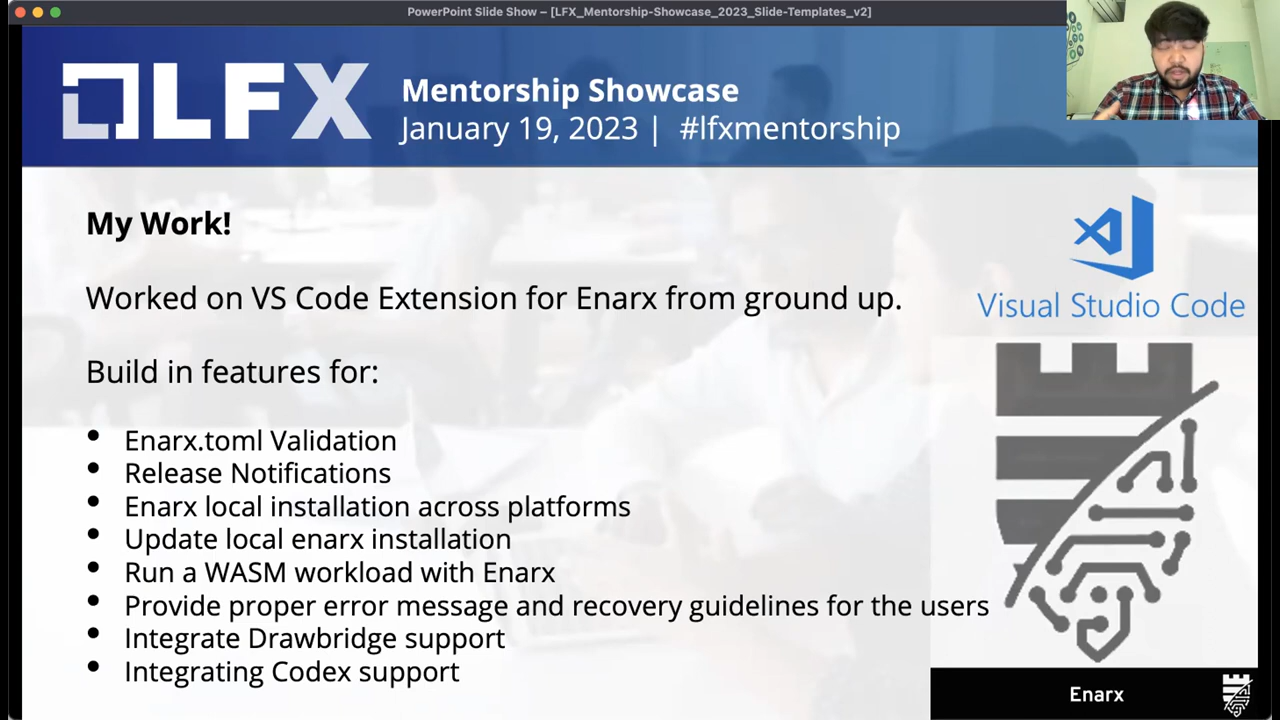 PowerPoint Slide Show – [LFX_Mentorship-Showcase_2023_Slide-Templates_v2]
LFX
Mentorship Showcase
January 19, 2023 | #lfxmentorship
My Work!
Worked on VS Code Extension for Enarx from ground up.
Visual Studio Code
Build in features for:
• Enarx.toml Validation
• Release Notifications
• Enarx local installation across platforms
• Update local enarx installation
• Run a WASM workload with Enarx
• Provide proper error message and recovery guidelines for the users
• Integrate Drawbridge support
• Integrating Codex support
Enarx